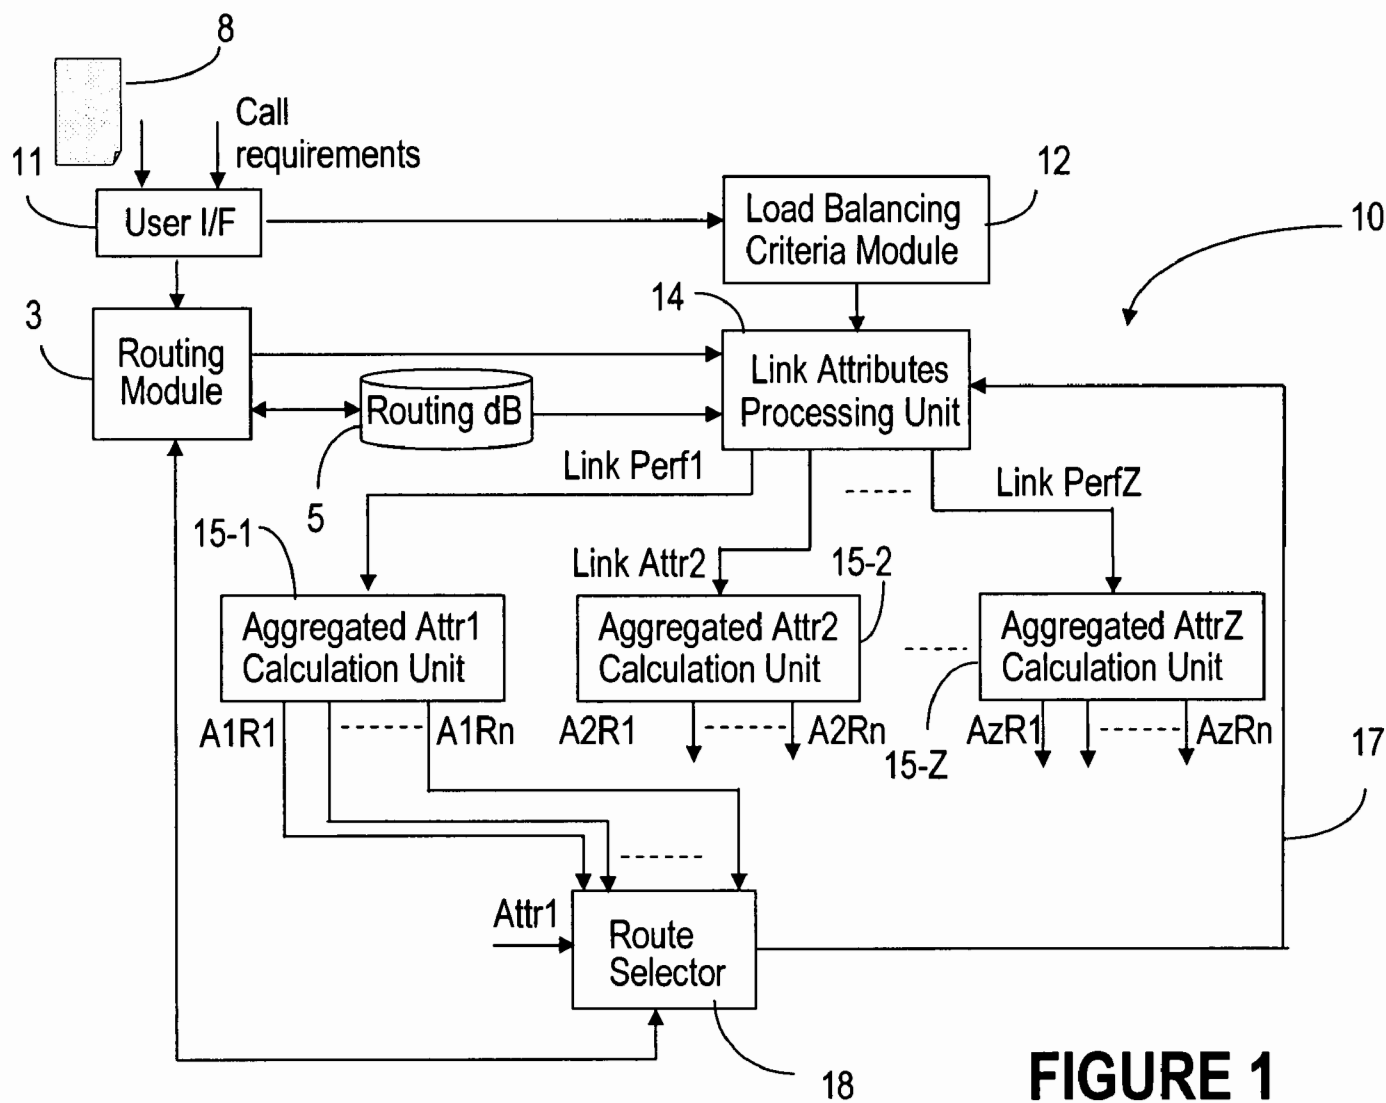 8
Call
requirements
11
12
User I/F
Load Balancing
Criteria Module
10
14
3
Routing
Module
Link Attributes
Processing Unit
Routing dB
5
Link Perf1
Link PerfZ
15-1
Link Attr2
15-2
Aggregated Attr1
Calculation Unit
Aggregated Attr2
Calculation Unit
Aggregated AttrZ
Calculation Unit
A1R1
A1Rn
A2R1
A2Rn
AzR1
AzRn
15-Z
17
Attr1
Route
Selector
18
FIGURE 1